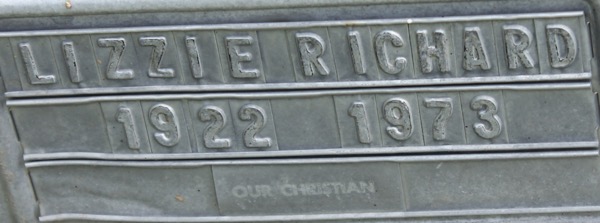 LIZZIE RICHARD
1922 1973
OUR CHRISTIAN